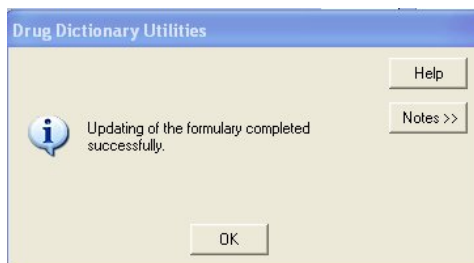 Drug Dictionary Utilities
Help
Updating of the formulary completed
successfully.
Notes >>
OK